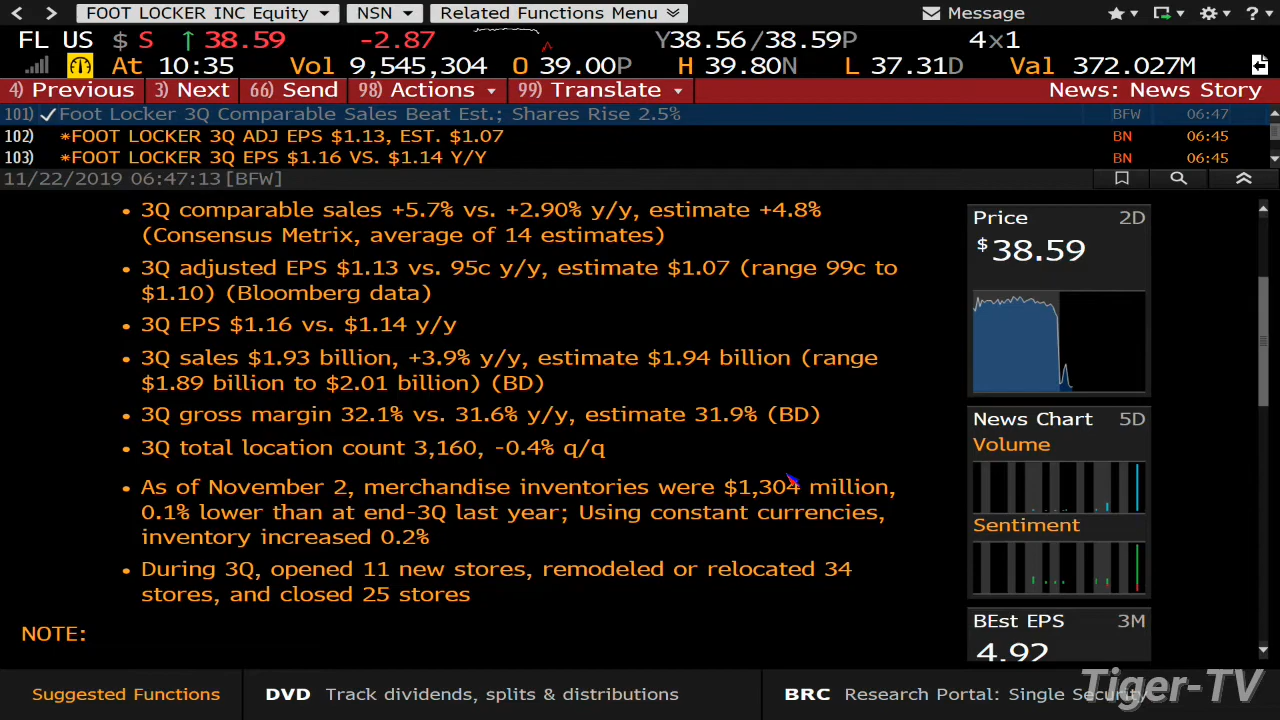 FOOT LOCKER INC Equity NSN Related Functions Menu Message ?
FL US $ S ↑ 38.59 -2.87 Y38.56/38.59P 4x1
At 10:35 Vol 9,545,304 O 39.00P H 39.80N L 37.31D Val 372.027M
4) Previous 3) Next 66) Send 98) Actions 99) Translate News: News Story
101) Foot Locker 3Q Comparable Sales Beat Est.; Shares Rise 2.5% BFW 06:47
102) *FOOT LOCKER 3Q ADJ EPS $1.13, EST. $1.07 BN 06:45
103) *FOOT LOCKER 3Q EPS $1.16 VS. $1.14 Y/Y BN 06:45
11/22/2019 06:47:13 [BFW]
• 3Q comparable sales +5.7% vs. +2.90% y/y, estimate +4.8%
(Consensus Metrix, average of 14 estimates)
• 3Q adjusted EPS $1.13 vs. 95c y/y, estimate $1.07 (range 99c to
$1.10) (Bloomberg data)
• 3Q EPS $1.16 vs. $1.14 y/y
• 3Q sales $1.93 billion, +3.9% y/y, estimate $1.94 billion (range
$1.89 billion to $2.01 billion) (BD)
• 3Q gross margin 32.1% vs. 31.6% y/y, estimate 31.9% (BD)
• 3Q total location count 3,160, -0.4% q/q
• As of November 2, merchandise inventories were $1,304 million,
0.1% lower than at end-3Q last year; Using constant currencies,
inventory increased 0.2%
• During 3Q, opened 11 new stores, remodeled or relocated 34
stores, and closed 25 stores
NOTE:
Price 2D
$38.59
News Chart 5D
Volume
Sentiment
BEst EPS 3M
4.92
Suggested Functions DVD Track dividends, splits & distributions BRC Research Portal: Single Security
Tiger-TV